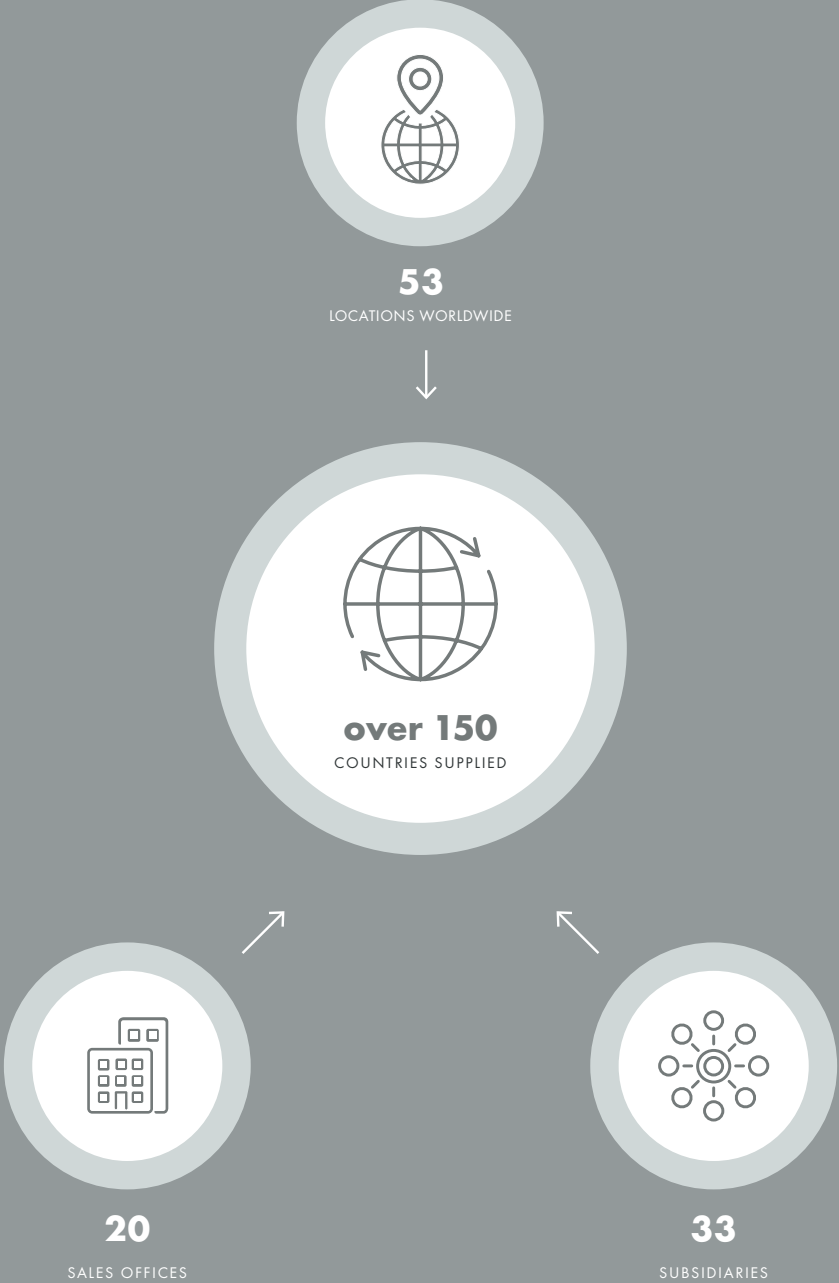 53
LOCATIONS WORLDWIDE
over 150
COUNTRIES SUPPLIED
20
SALES OFFICES
33
SUBSIDIARIES